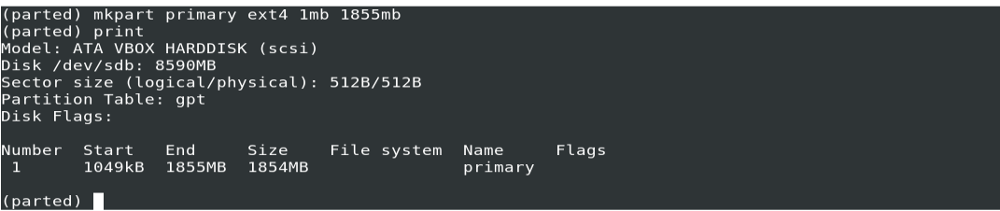 (parted) mkpart primary ext4 1mb 1855mb
(parted) print
Model: ATA VBOX HARDDISK (scsi)
Disk /dev/sdb: 8590MB
Sector size (logical/physical): 512B/512B
Partition Table: gpt
Disk Flags:
Number  Start   End     Size    File system  Name     Flags
 1      1049kB  1855MB  1854MB               primary
(parted)